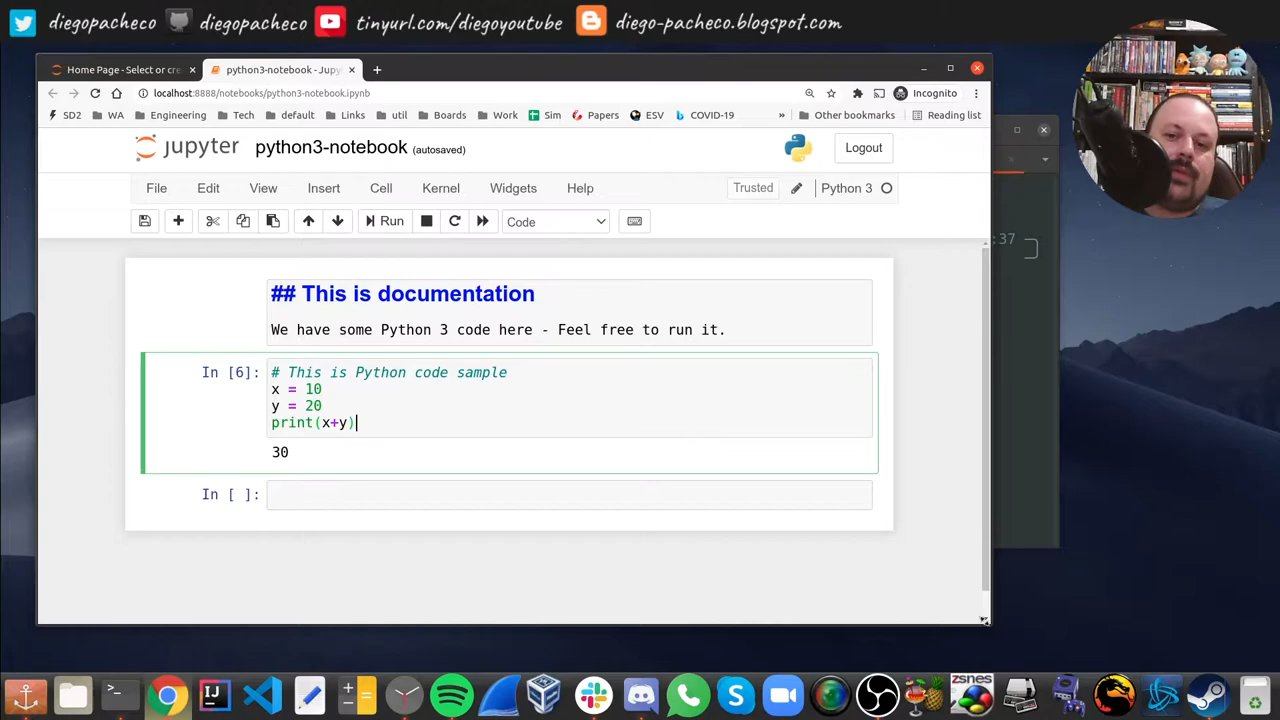 diegopacheco diegopacheco tinyurl.com/diegoyoutube diego-pacheco.blogspot.com
Home Page - Select or cre python3-notebook - Jupy
localhost:8888/notebooks/python3-notebook.ipynb Incognito
SD2 WA Engineering Tech default Links util Boards Work Sim Papers ESV COVID-19 » Other bookmarks Reading list
jupyter python3-notebook (autosaved) Logout
File Edit View Insert Cell Kernel Widgets Help Trusted Python 3
Run Code
:37
## This is documentation
We have some Python 3 code here - Feel free to run it.
In [6]: # This is Python code sample
x = 10
y = 20
print(x+y)
30
In [ ]:
zsnes